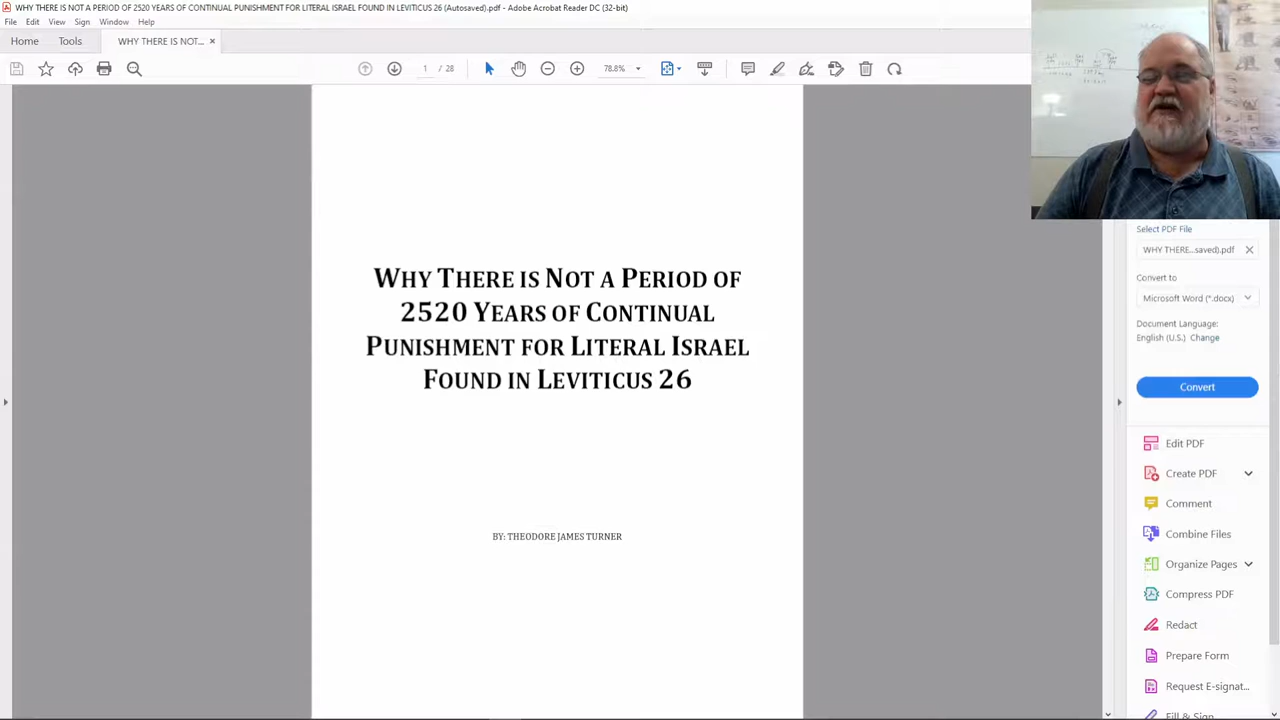 WHY THERE IS NOT A PERIOD OF 2520 YEARS OF CONTINUAL PUNISHMENT FOR LITERAL ISRAEL FOUND IN LEVITICUS 26 (Autosaved).pdf - Adobe Acrobat Reader DC (32-bit)
File Edit View Sign Window Help
Home Tools WHY THERE IS NOT... ×
1 / 28 78.8%
WHY THERE IS NOT A PERIOD OF
2520 YEARS OF CONTINUAL
PUNISHMENT FOR LITERAL ISRAEL
FOUND IN LEVITICUS 26
BY: THEODORE JAMES TURNER
Select PDF File
WHY THERE...saved).pdf
Convert to
Microsoft Word (*.docx)
Document Language:
English (U.S.) Change
Convert
Edit PDF
Create PDF
Comment
Combine Files
Organize Pages
Compress PDF
Redact
Prepare Form
Request E-signat...
Fill & Sign